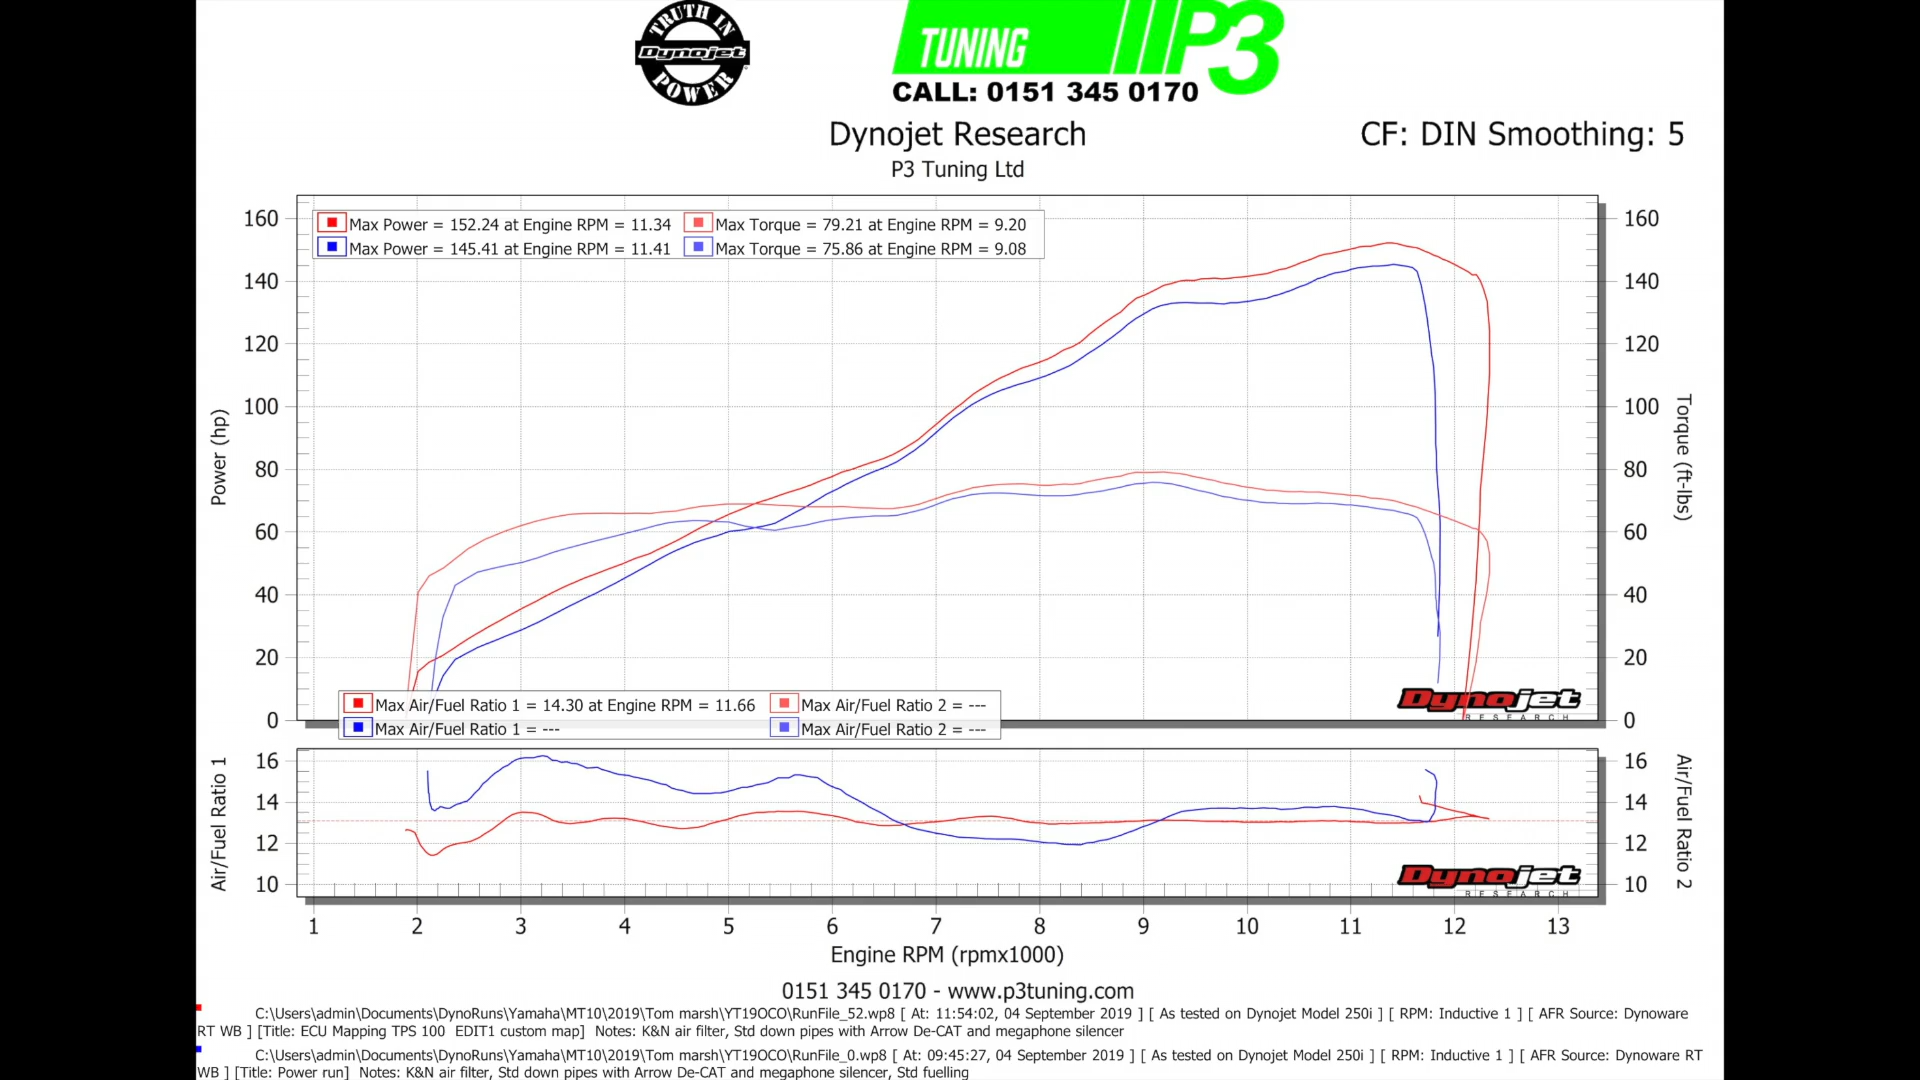 TRUTH IN
Dynojet
POWER
TUNING P3
CALL: 0151 345 0170
Dynojet Research
CF: DIN Smoothing: 5
P3 Tuning Ltd
Max Power = 152.24 at Engine RPM = 11.34 Max Torque = 79.21 at Engine RPM = 9.20
Max Power = 145.41 at Engine RPM = 11.41 Max Torque = 75.86 at Engine RPM = 9.08
160 160
140 140
120 120
100 100
80 80
60 60
40 40
20 20
0 0
Power (hp)
Torque (ft-lbs)
Max Air/Fuel Ratio 1 = 14.30 at Engine RPM = 11.66 Max Air/Fuel Ratio 2 = ---
Max Air/Fuel Ratio 1 = --- Max Air/Fuel Ratio 2 = ---
Dynojet
RESEARCH
16 16
14 14
12 12
10 10
Air/Fuel Ratio 1
Air/Fuel Ratio 2
Dynojet
RESEARCH
1 2 3 4 5 6 7 8 9 10 11 12 13
Engine RPM (rpmx1000)
0151 345 0170 - www.p3tuning.com
C:\Users\admin\Documents\DynoRuns\Yamaha\MT10\2019\Tom marsh\YT19OCO\RunFile_52.wp8 [ At: 11:54:02, 04 September 2019 ] [ As tested on Dynojet Model 250i ] [ RPM: Inductive 1 ] [ AFR Source: Dynoware
RT WB ] [Title: ECU Mapping TPS 100 EDIT1 custom map] Notes: K&N air filter, Std down pipes with Arrow De-CAT and megaphone silencer
C:\Users\admin\Documents\DynoRuns\Yamaha\MT10\2019\Tom marsh\YT19OCO\RunFile_0.wp8 [ At: 09:45:27, 04 September 2019 ] [ As tested on Dynojet Model 250i ] [ RPM: Inductive 1 ] [ AFR Source: Dynoware RT
WB ] [Title: Power run] Notes: K&N air filter, Std down pipes with Arrow De-CAT and megaphone silencer, Std fuelling